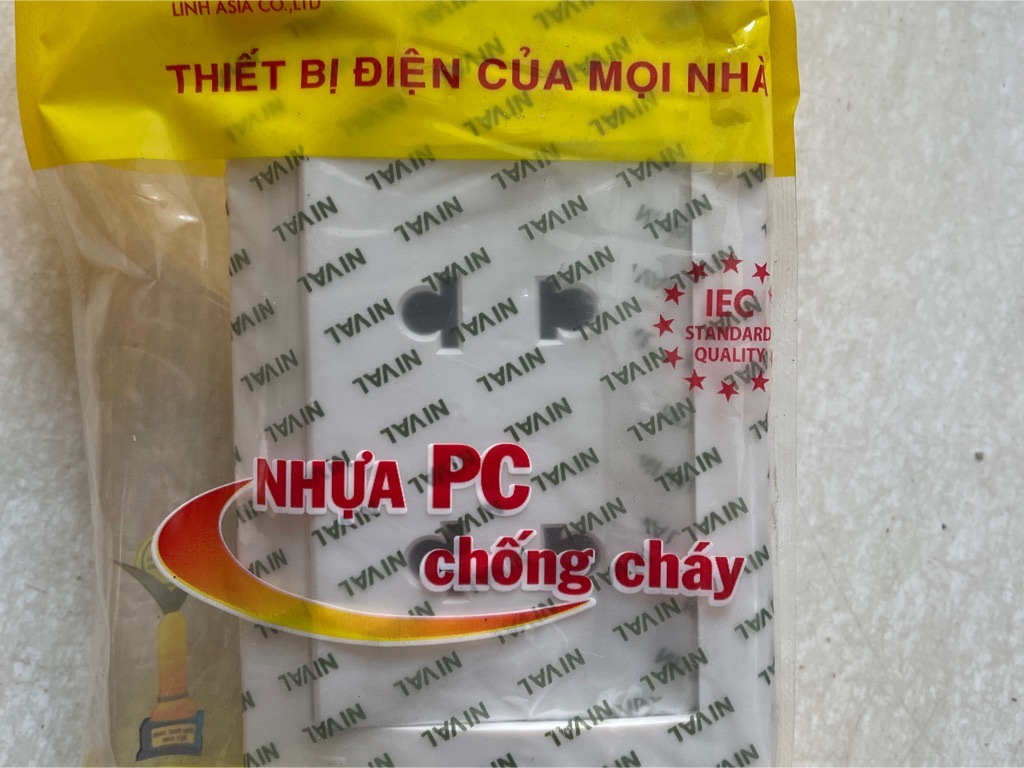 LINH ASIA CO.,LTD
THIẾT BỊ ĐIỆN CỦA MỌI NHÀ
NIVAL
IEC
STANDARD
QUALITY
NHỰA PC
chống cháy